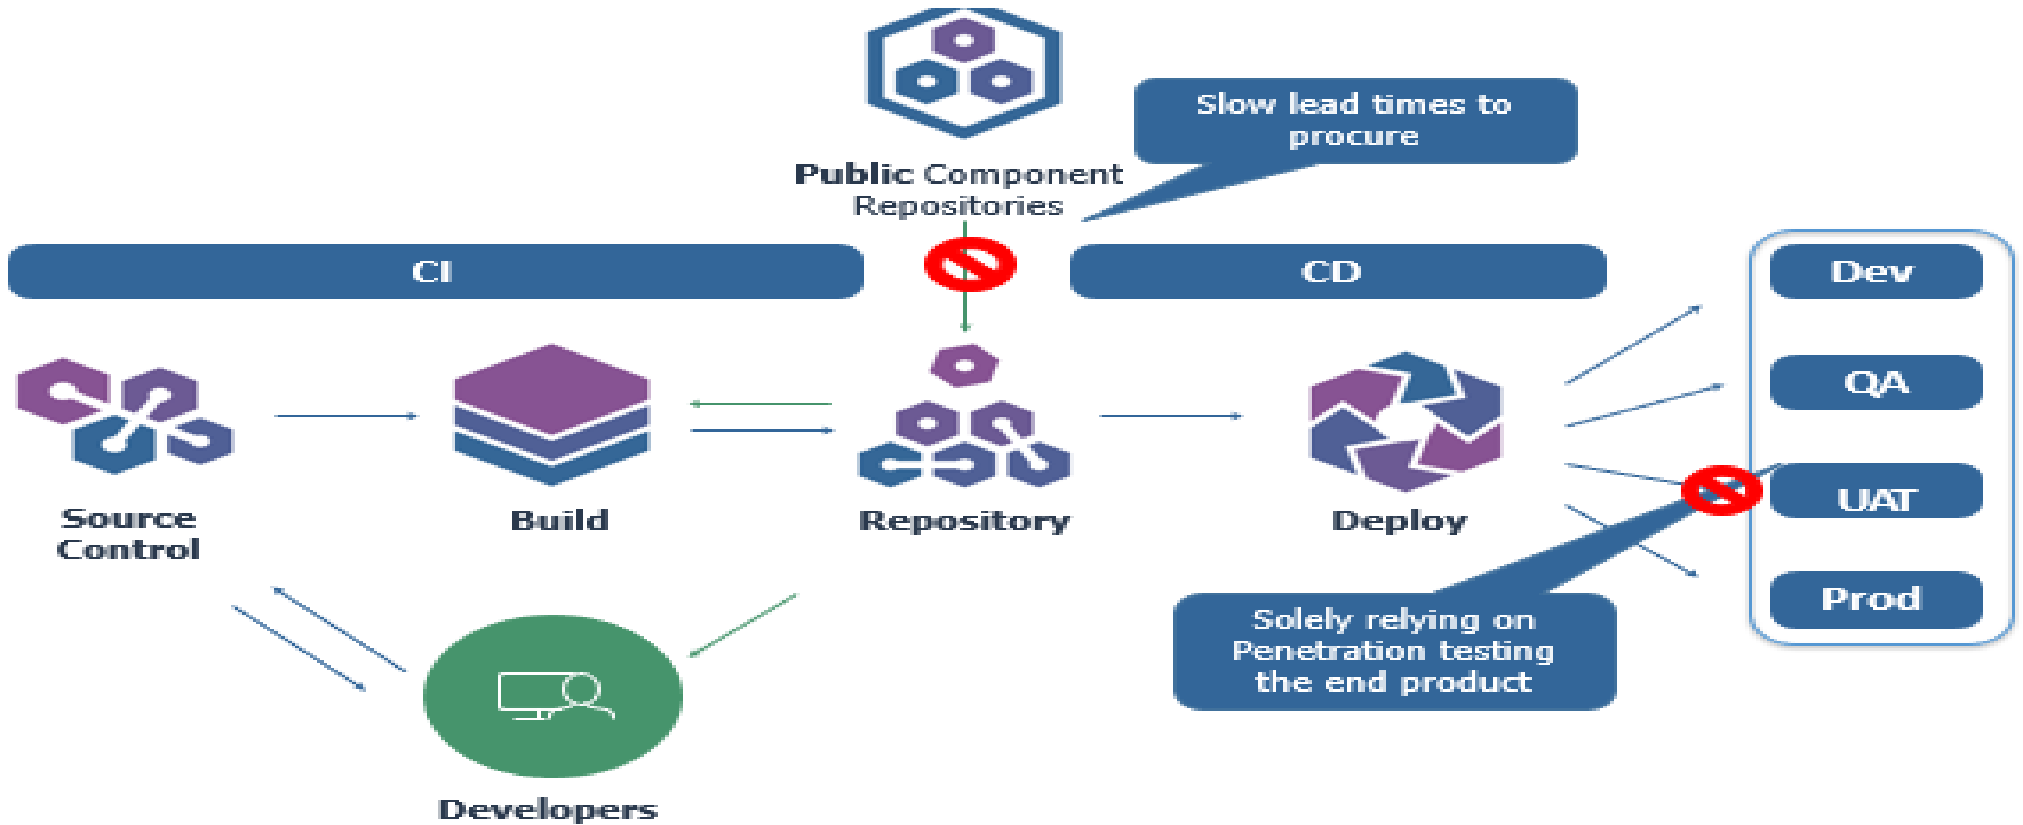 Slow lead times to
procure
Public Component
Repositories
CI
CD
Dev
QA
UAT
Prod
Source
Control
Build
Repository
Deploy
Solely relying on
Penetration testing
the end product
Developers